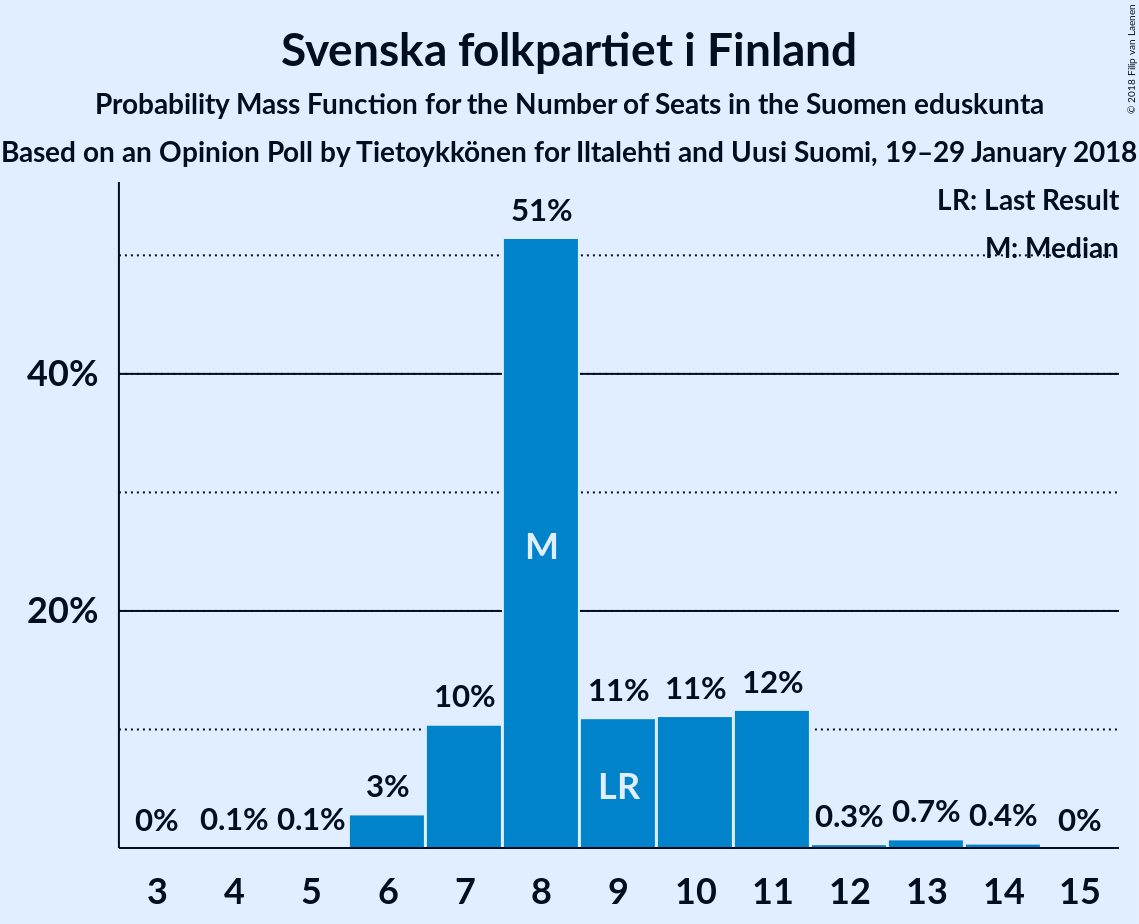 Svenska folkpartiet i Finland
Probability Mass Function for the Number of Seats in the Suomen eduskunta
Based on an Opinion Poll by Tietoykkönen for Iltalehti and Uusi Suomi, 19–29 January 2018
© 2018 Filip van Laenen
LR: Last Result
M: Median
51%
40%
M
20%
10%
11%
11%
12%
3%
LR
0%
0.1%
0.1%
0.3%
0.7%
0.4%
0%
3 4 5 6 7 8 9 10 11 12 13 14 15